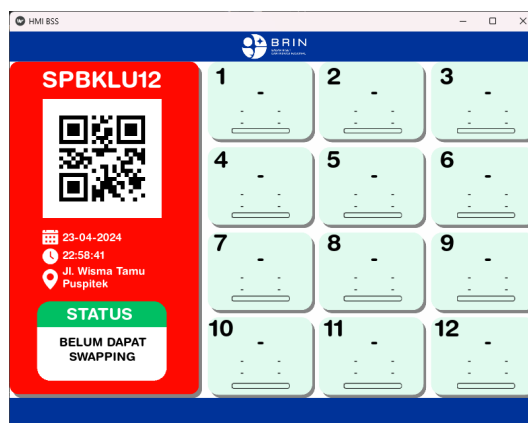 HMI BSS
BRIN
SPBKLU12
23-04-2024
22:58:41
Jl. Wisma Tamu
Puspitek
STATUS
BELUM DAPAT
SWAPPING
1 2 3
- - -
- - - - - -
- - - - - -
4 5 6
- - -
- - - - - -
- - - - - -
7 8 9
- - -
- - - - - -
- - - - - -
10 11 12
- - -
- - - - - -
- - - - - -